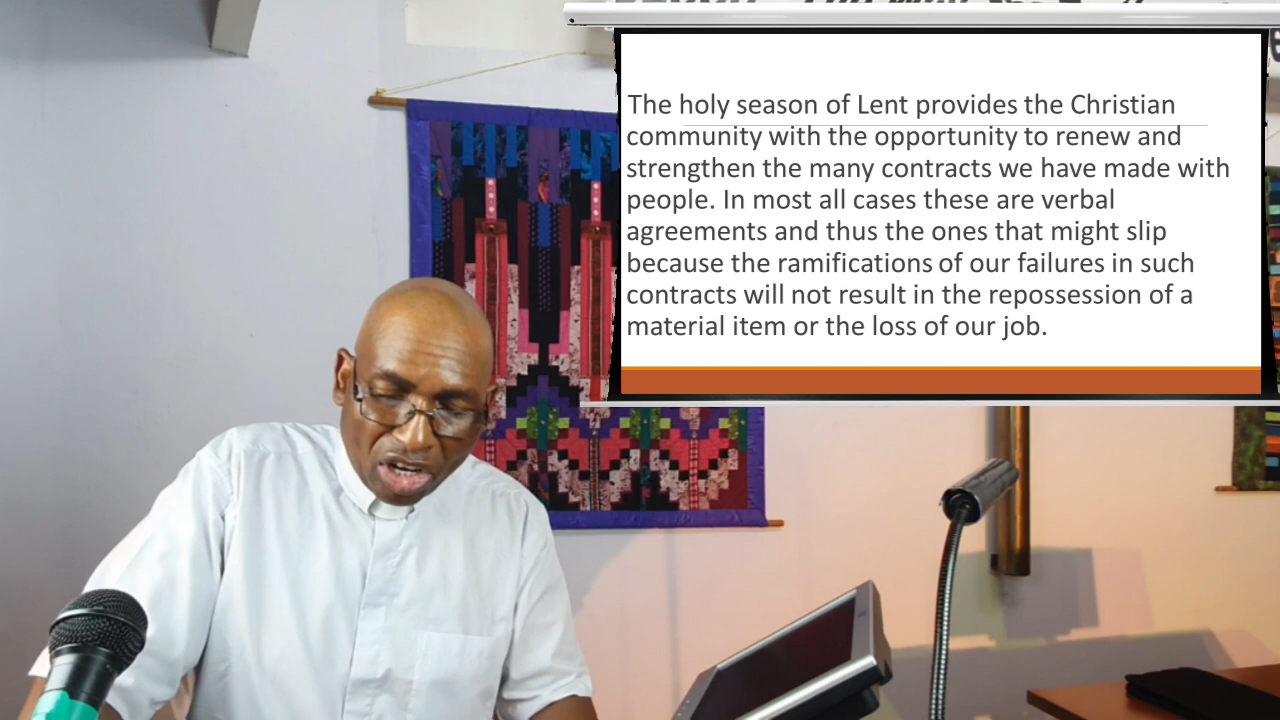 The holy season of Lent provides the Christian
community with the opportunity to renew and
strengthen the many contracts we have made with
people. In most all cases these are verbal
agreements and thus the ones that might slip
because the ramifications of our failures in such
contracts will not result in the repossession of a
material item or the loss of our job.